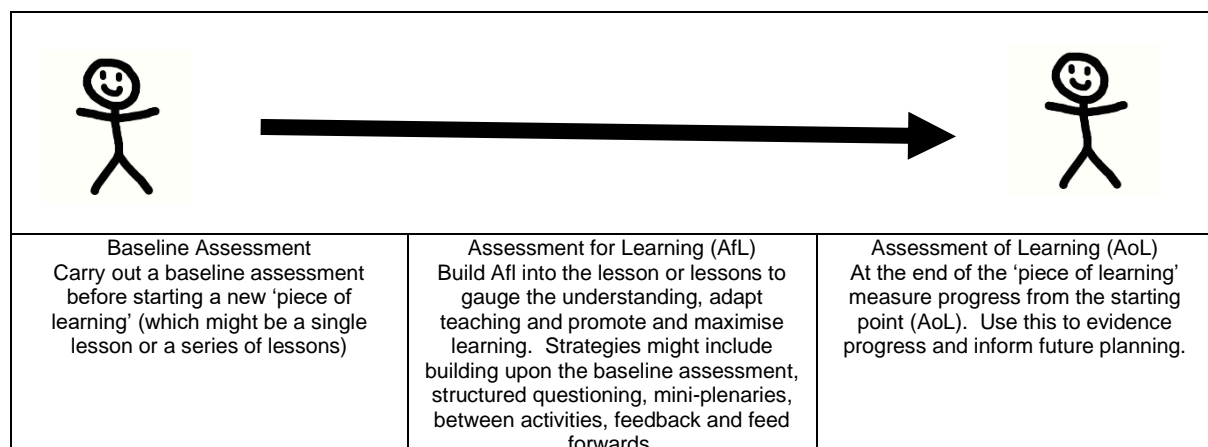 Baseline Assessment
Carry out a baseline assessment
before starting a new ‘piece of
learning’ (which might be a single
lesson or a series of lessons)
Assessment for Learning (AfL)
Build Afl into the lesson or lessons to
gauge the understanding, adapt
teaching and promote and maximise
learning.  Strategies might include
building upon the baseline assessment,
structured questioning, mini-plenaries,
between activities, feedback and feed
forwards
Assessment of Learning (AoL)
At the end of the ‘piece of learning’
measure progress from the starting
point (AoL).  Use this to evidence
progress and inform future planning.